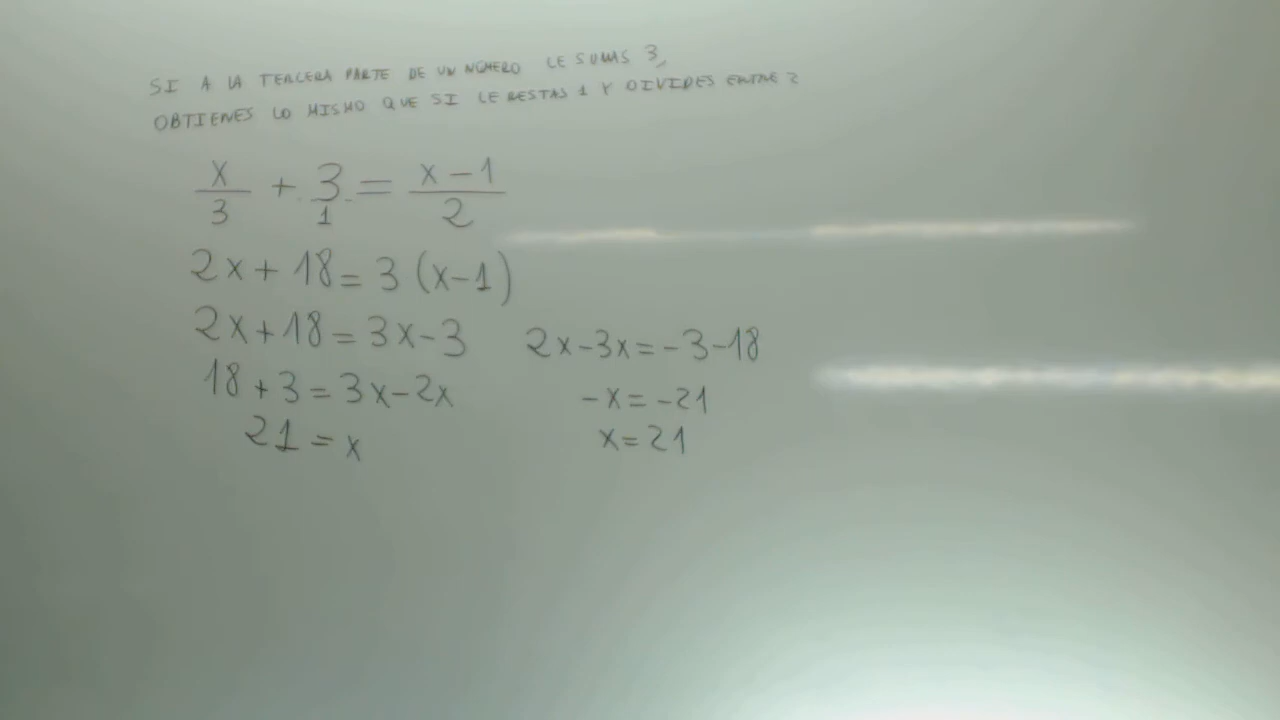 SI A LA TERCERA PARTE DE UN NÚMERO LE SUMAS 3,
OBTIENES LO MISMO QUE SI LE RESTAS 1 Y DIVIDES ENTRE 2
x/3 + 3/1 = x-1/2
2x+18=3(x-1)
2x+18=3x-3
18+3=3x-2x
21=x
2x-3x=-3-18
-x=-21
x=21